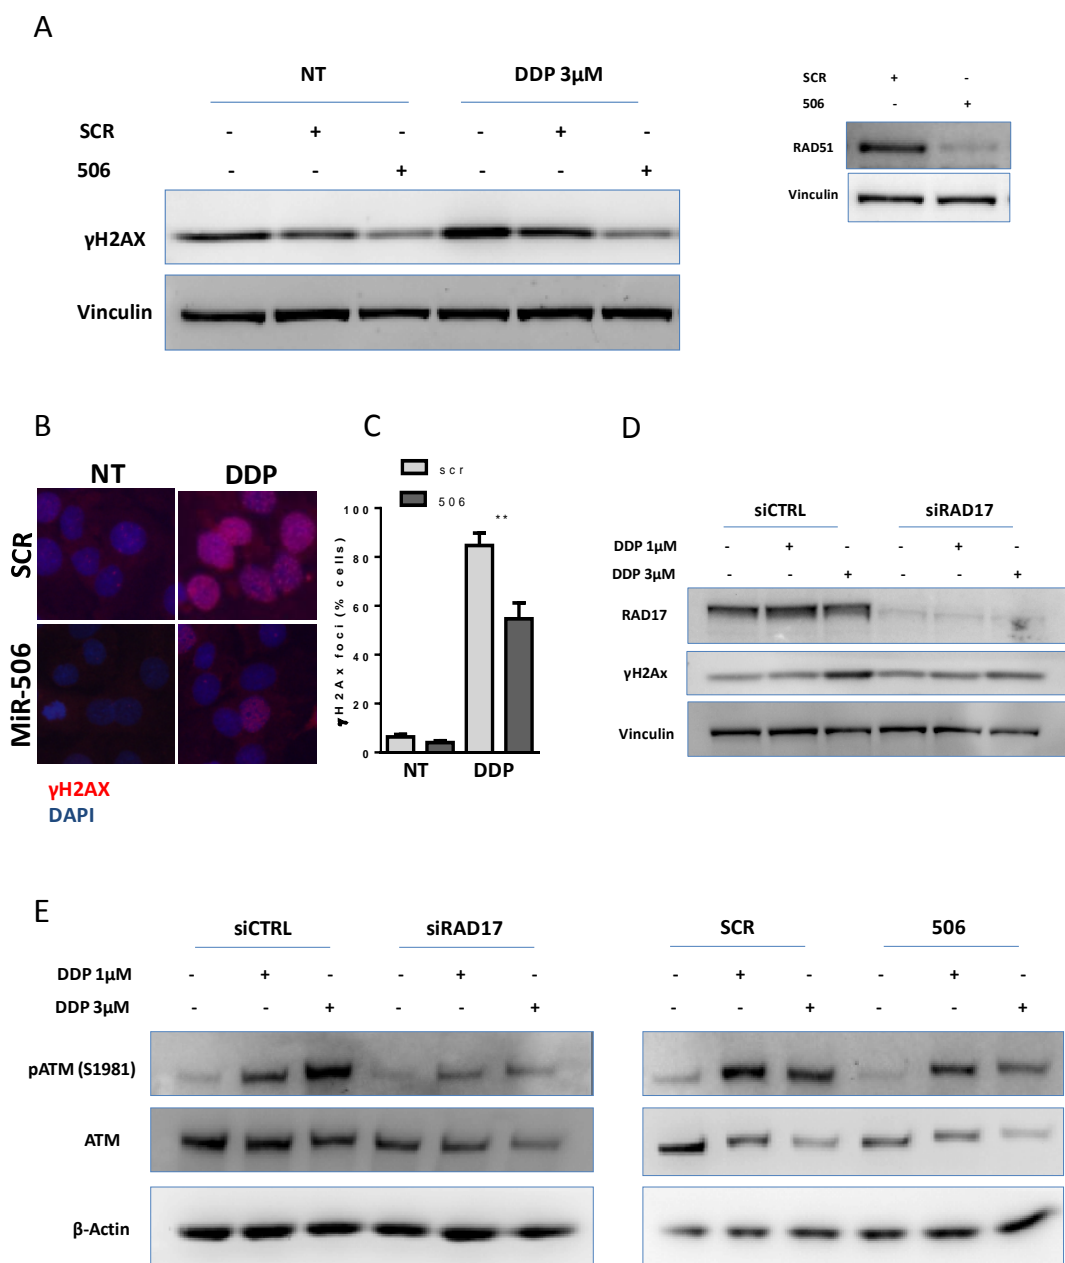 A
NT DDP 3µM
SCR - + - - + -
506 - - + - - +
γH2AX
Vinculin
SCR + -
506 - +
RAD51
Vinculin
B
NT DDP
SCR
MiR-506
γH2AX
DAPI
C
scr
506
γH2Ax foci (% cells)
100
80
60
40
20
0
**
NT DDP
D
siCTRL siRAD17
DDP 1µM - + - - + -
DDP 3µM - - + - - +
RAD17
γH2Ax
Vinculin
E
siCTRL siRAD17 SCR 506
DDP 1µM - + - - + - - + - - + -
DDP 3µM - - + - - + - - + - - +
pATM (S1981)
ATM
β-Actin